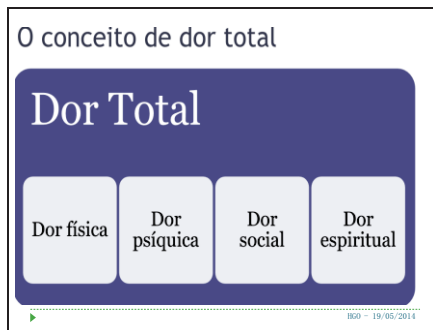 O conceito de dor total
Dor Total
Dor física
Dor
psíquica
Dor
social
Dor
espiritual
HGO - 19/05/2014